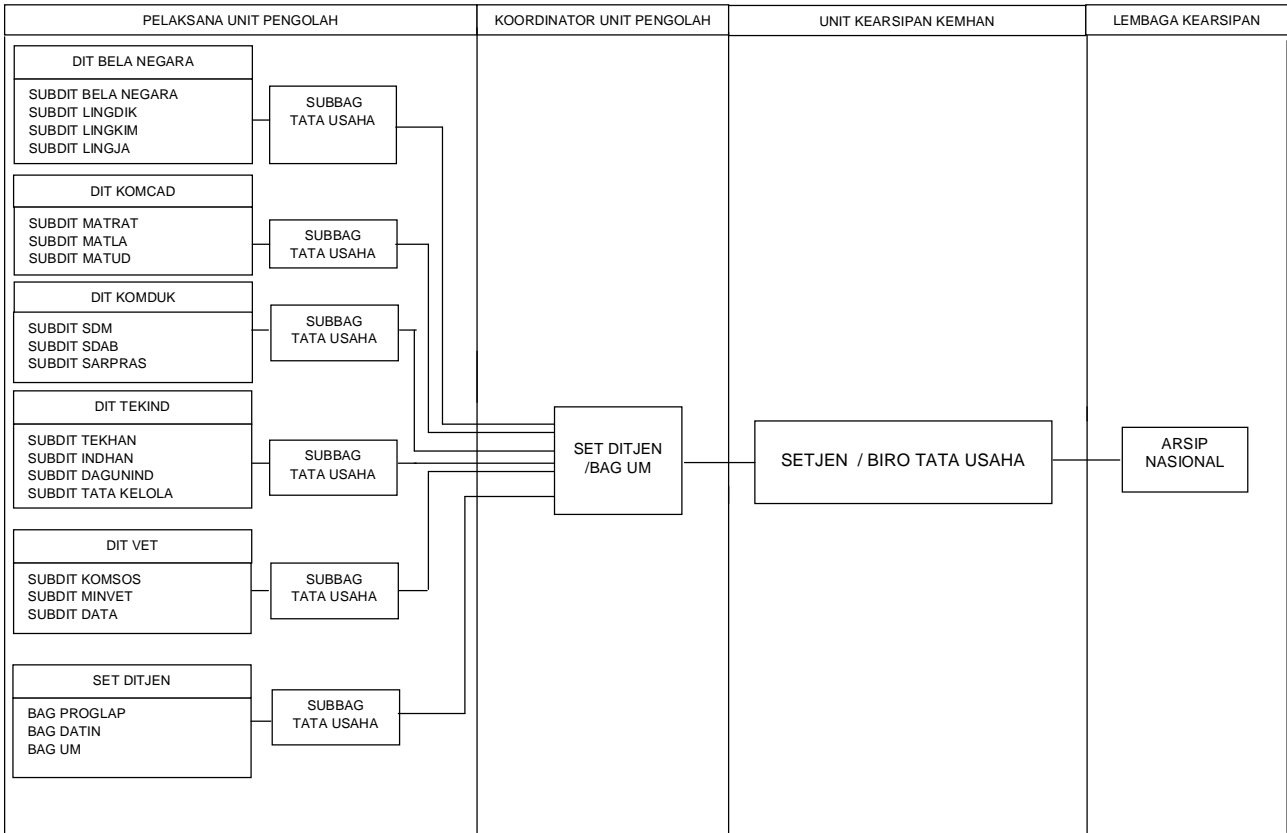 PELAKSANA UNIT PENGOLAH
KOORDINATOR UNIT PENGOLAH
UNIT KEARSIPAN KEMHAN
LEMBAGA KEARSIPAN
DIT BELA NEGARA
SUBDIT BELA NEGARA
SUBDIT LINGDIK
SUBDIT LINGKIM
SUBDIT LINGJA
SUBBAG
TATA USAHA
DIT KOMCAD
SUBDIT MATRAT
SUBDIT MATLA
SUBDIT MATUD
SUBBAG
TATA USAHA
DIT KOMDUK
SUBDIT SDM
SUBDIT SDAB
SUBDIT SARPRAS
SUBBAG
TATA USAHA
DIT TEKIND
SUBDIT TEKHAN
SUBDIT INDHAN
SUBDIT DAGUNIND
SUBDIT TATA KELOLA
SUBBAG
TATA USAHA
DIT VET
SUBDIT KOMSOS
SUBDIT MINVET
SUBDIT DATA
SUBBAG
TATA USAHA
SET DITJEN
BAG PROGLAP
BAG DATIN
BAG UM
SUBBAG
TATA USAHA
SET DITJEN
/BAG UM
SETJEN / BIRO TATA USAHA
ARSIP
NASIONAL